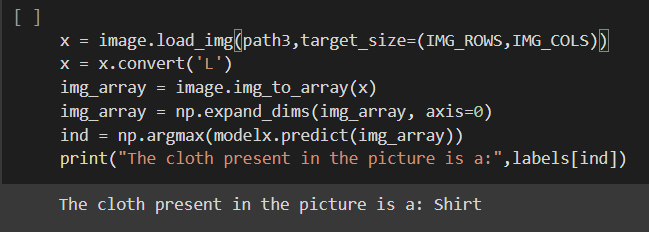 [ ]
x = image.load_img(path3,target_size=(IMG_ROWS,IMG_COLS))
x = x.convert('L')
img_array = image.img_to_array(x)
img_array = np.expand_dims(img_array, axis=0)
ind = np.argmax(modelx.predict(img_array))
print("The cloth present in the picture is a:",labels[ind])
The cloth present in the picture is a: Shirt